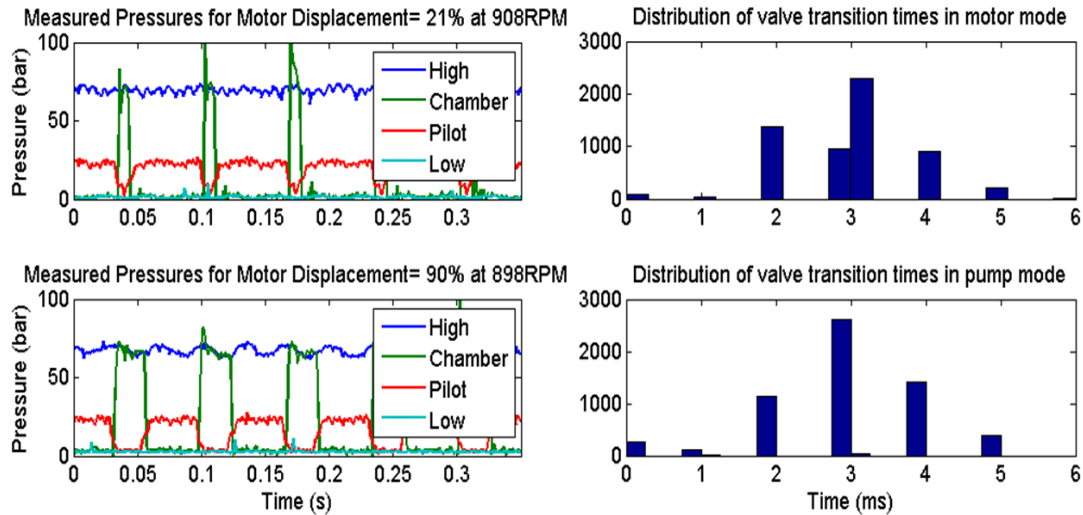 Measured Pressures for Motor Displacement= 21% at 908RPM
Pressure (bar)
100
50
0
0 0.05 0.1 0.15 0.2 0.25 0.3
High
Chamber
Pilot
Low
Distribution of valve transition times in motor mode
3000
2000
1000
0
0 1 2 3 4 5 6
Measured Pressures for Motor Displacement= 90% at 898RPM
Pressure (bar)
100
50
0
0 0.05 0.1 0.15 0.2 0.25 0.3
Time (s)
High
Chamber
Pilot
Low
Distribution of valve transition times in pump mode
3000
2000
1000
0
0 1 2 3 4 5 6
Time (ms)